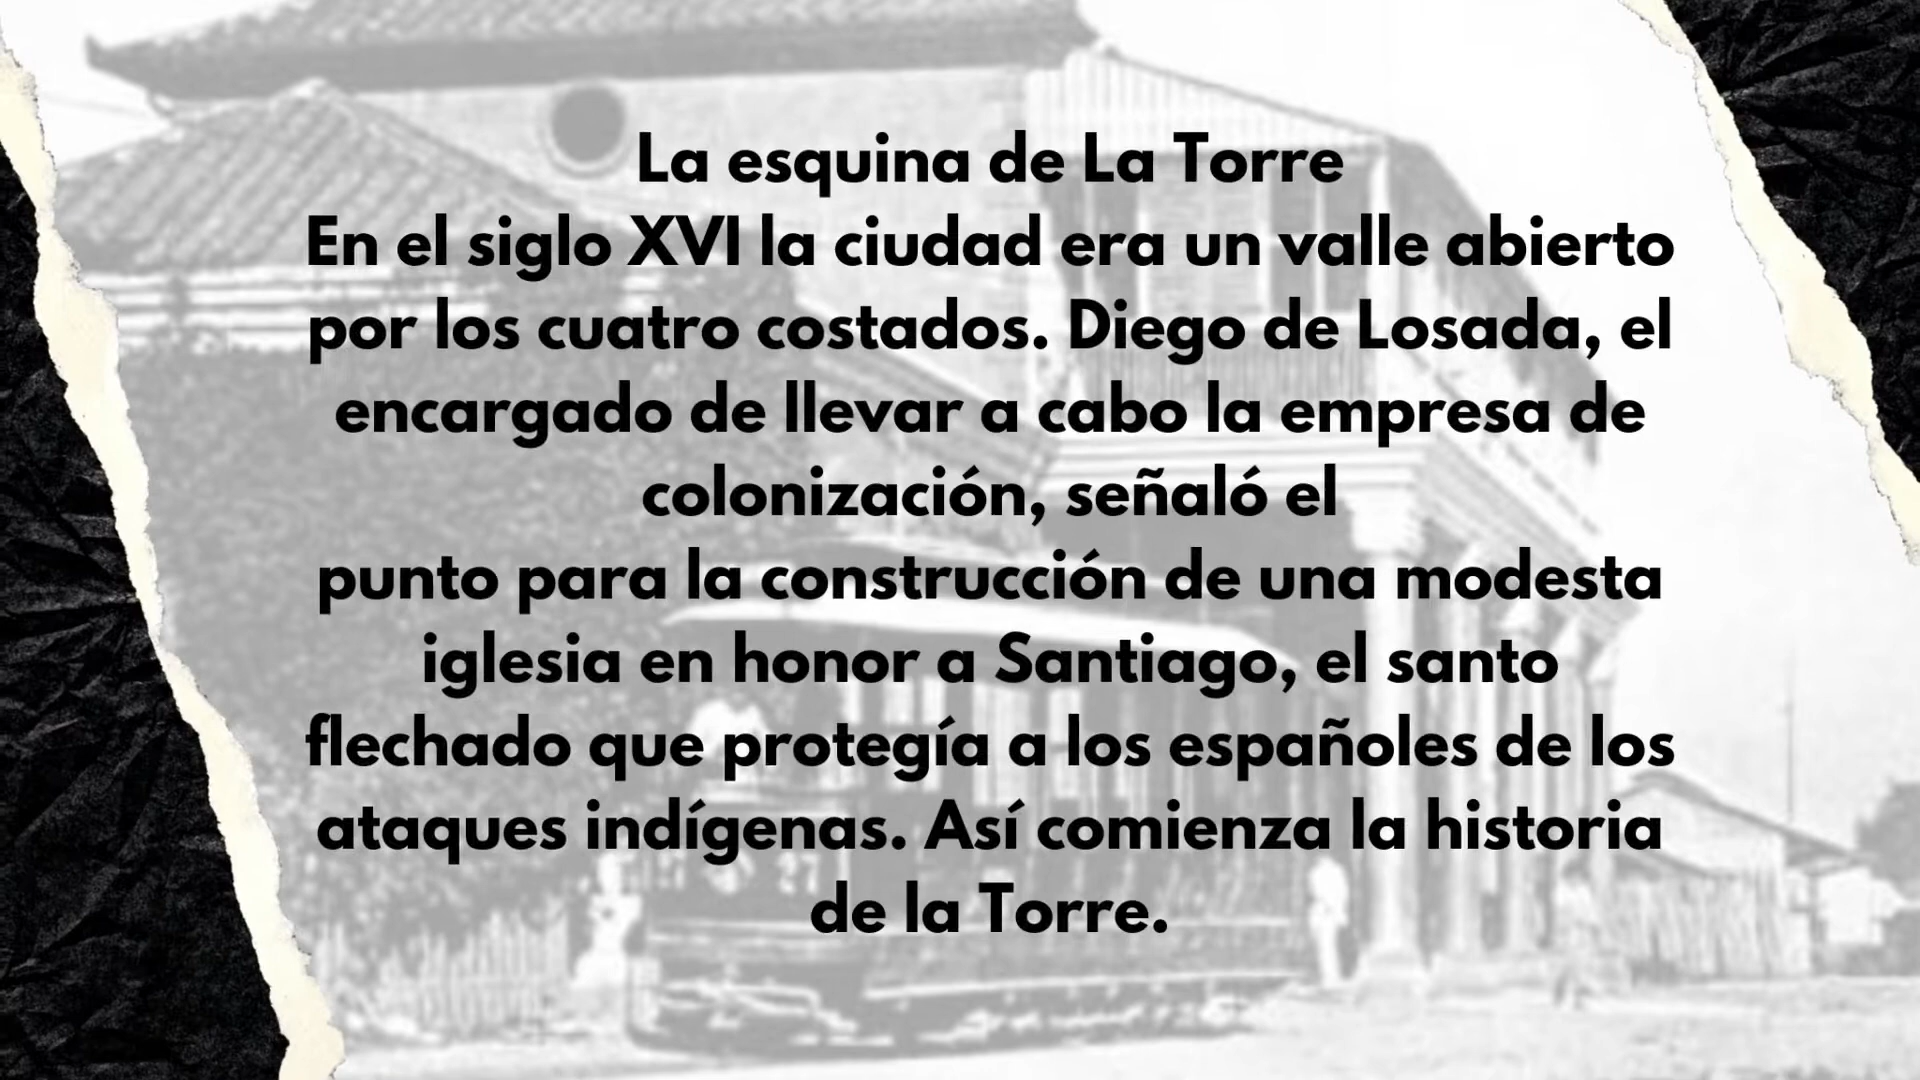 La esquina de La Torre
En el siglo XVI la ciudad era un valle abierto
por los cuatro costados. Diego de Losada, el
encargado de llevar a cabo la empresa de
colonización, señaló el
punto para la construcción de una modesta
iglesia en honor a Santiago, el santo
flechado que protegía a los españoles de los
ataques indígenas. Así comienza la historia
de la Torre.
27